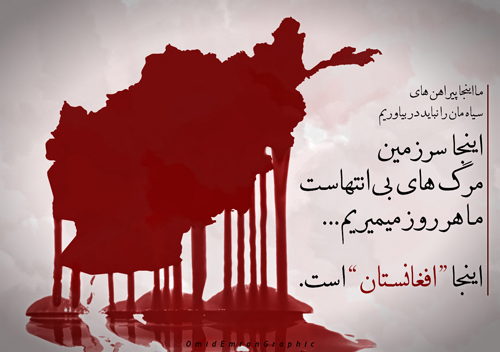 ما اینجا پیراهن های
سیاه مان را نباید در بیاوریم
اینجا سرزمین
مرگ های بی انتهاست
ما هر روز میمیریم...
اینجا "افغانستان" است.
OmidEmranGraphic